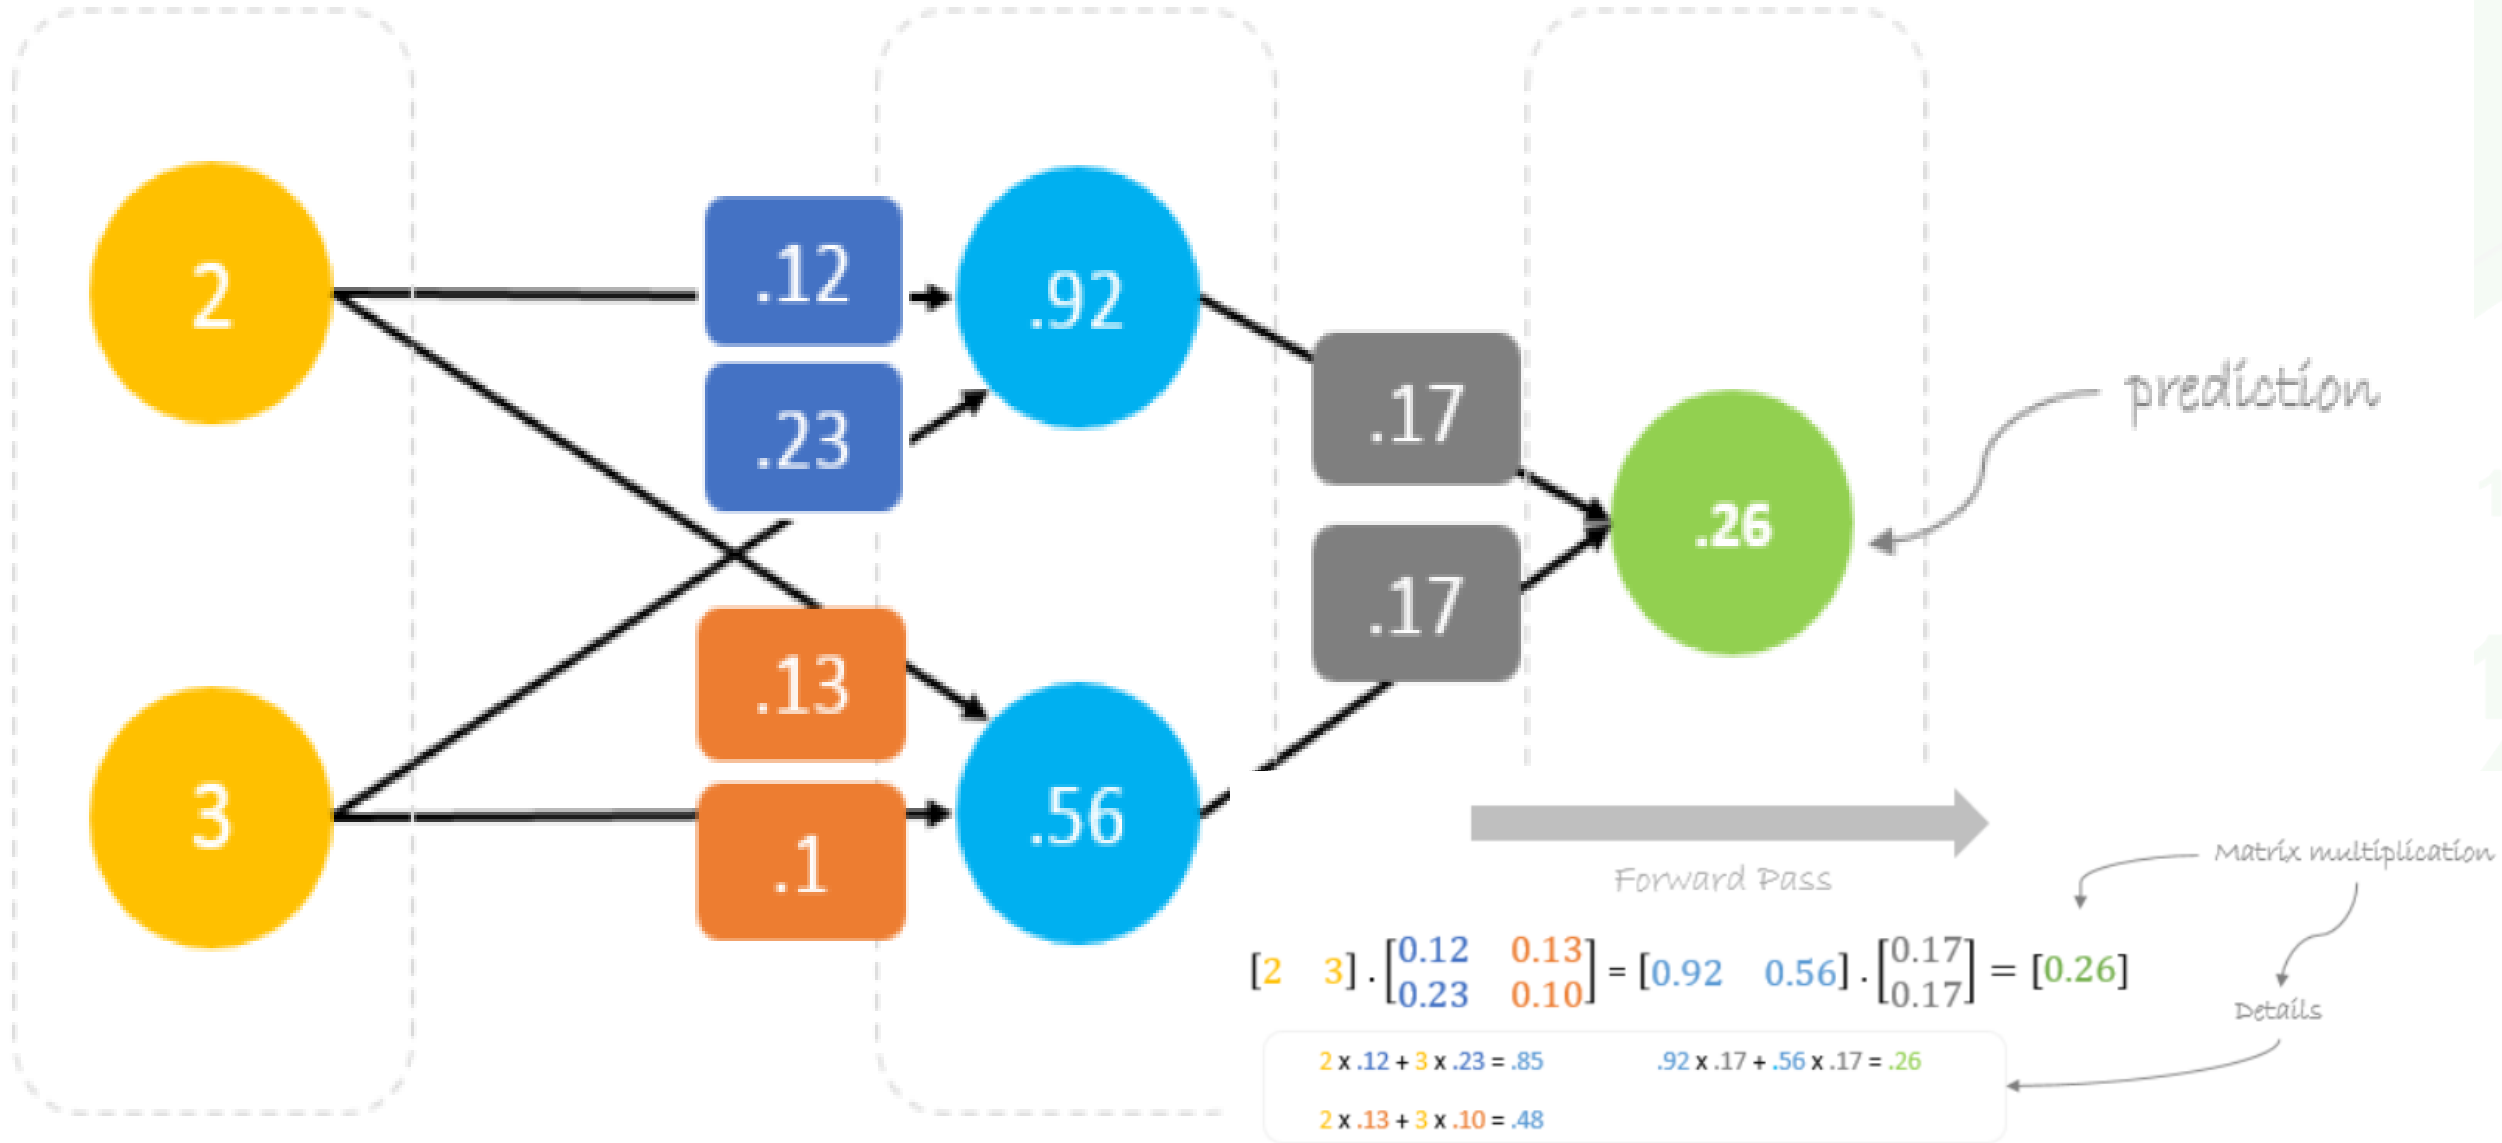 2
.12
.92
.23
.17
prediction
.26
.17
.13
3
.1
.56
Forward Pass
Matrix multiplication
[2 3] . [0.12 0.13 = [0.92 0.56] . [0.17 = [0.26]
0.23 0.10] 0.17]
Details
2 x .12 + 3 x .23 = .85 .92 x .17 + .56 x .17 = .26
2 x .13 + 3 x .10 = .48